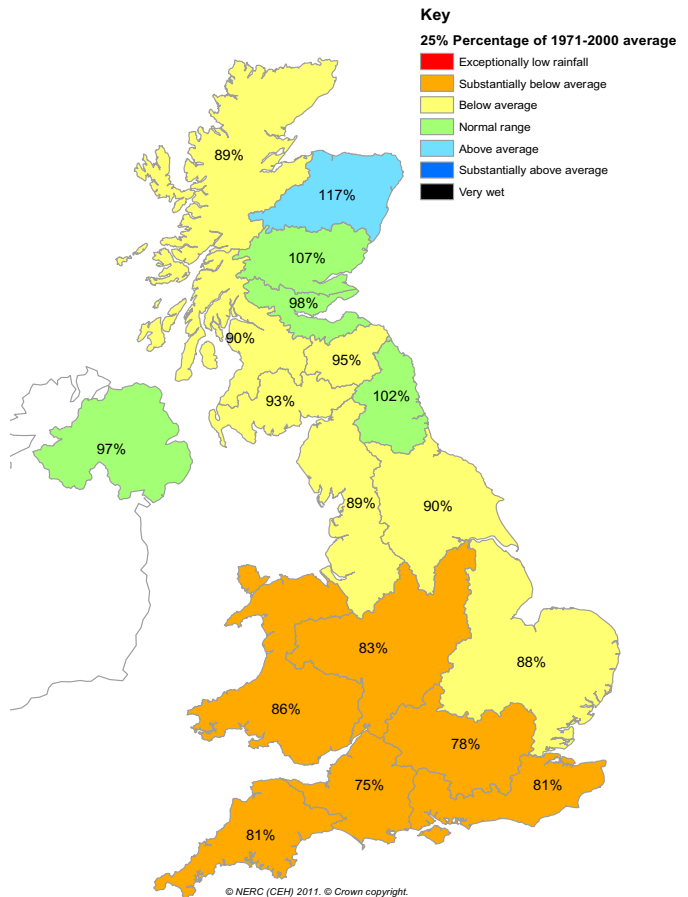 Key
25% Percentage of 1971-2000 average
Exceptionally low rainfall
Substantially below average
Below average
Normal range
Above average
Substantially above average
Very wet
89%
117%
107%
98%
90%
95%
93%
102%
97%
89%
90%
83%
88%
86%
78%
75%
81%
81%
© NERC (CEH) 2011. © Crown copyright.